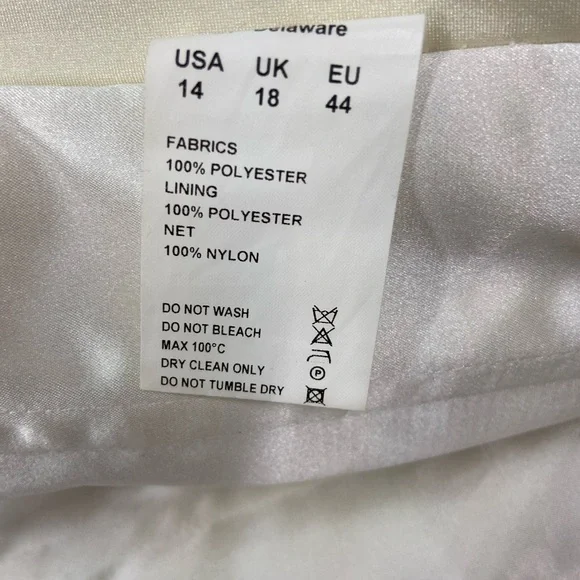 Delaware
USA UK EU
14 18 44
FABRICS
100% POLYESTER
LINING
100% POLYESTER
NET
100% NYLON
DO NOT WASH
DO NOT BLEACH
MAX 100°C
DRY CLEAN ONLY
DO NOT TUMBLE DRY
P